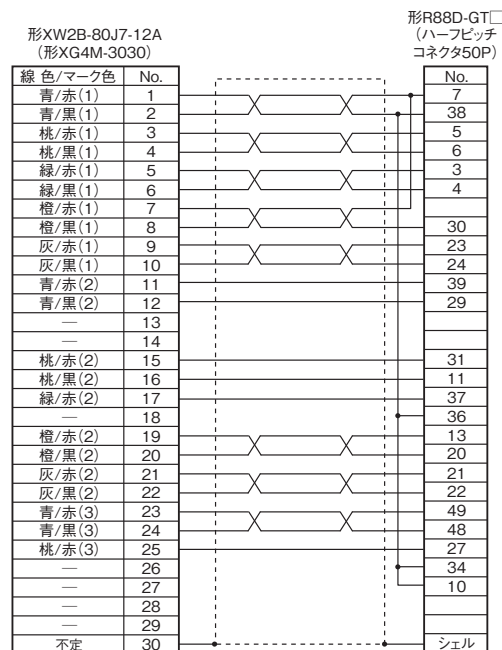 形XW2B-80J7-12A
（形XG4M-3030）
形R88D-GT□
（ハーフピッチ
コネクタ50P）
線 色/マーク色 No. No.
青/赤(1) 1 7
青/黒(1) 2 38
桃/赤(1) 3 5
桃/黒(1) 4 6
緑/赤(1) 5 3
緑/黒(1) 6 4
橙/赤(1) 7
橙/黒(1) 8 30
灰/赤(1) 9 23
灰/黒(1) 10 24
青/赤(2) 11 39
青/黒(2) 12 29
— 13
— 14
桃/赤(2) 15 31
桃/黒(2) 16 11
緑/赤(2) 17 37
— 18 36
橙/赤(2) 19 13
橙/黒(2) 20 20
灰/赤(2) 21 21
灰/黒(2) 22 22
青/赤(3) 23 49
青/黒(3) 24 48
桃/赤(3) 25 27
— 26 34
— 27 10
— 28
— 29
不定 30 シェル